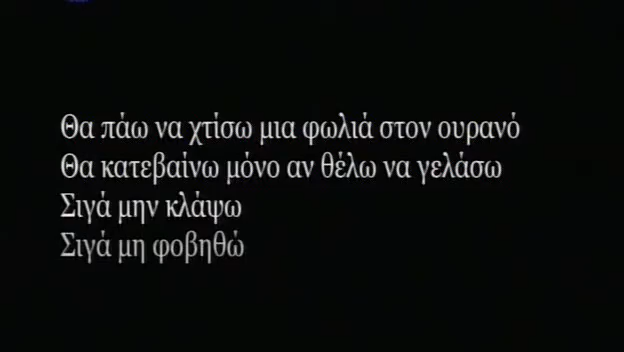 Θα πάω να χτίσω μια φωλιά στον ουρανό
Θα κατεβαίνω μόνο αν θέλω να γελάσω
Σιγά μην κλάψω
Σιγά μη φοβηθώ